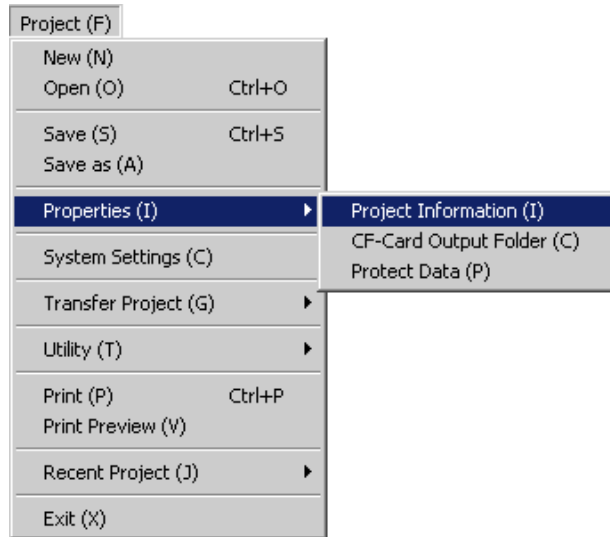 Project (F)
New (N)
Open (O) Ctrl+O
Save (S) Ctrl+S
Save as (A)
Properties (I)
Project Information (I)
CF-Card Output Folder (C)
Protect Data (P)
System Settings (C)
Transfer Project (G)
Utility (T)
Print (P) Ctrl+P
Print Preview (V)
Recent Project (J)
Exit (X)